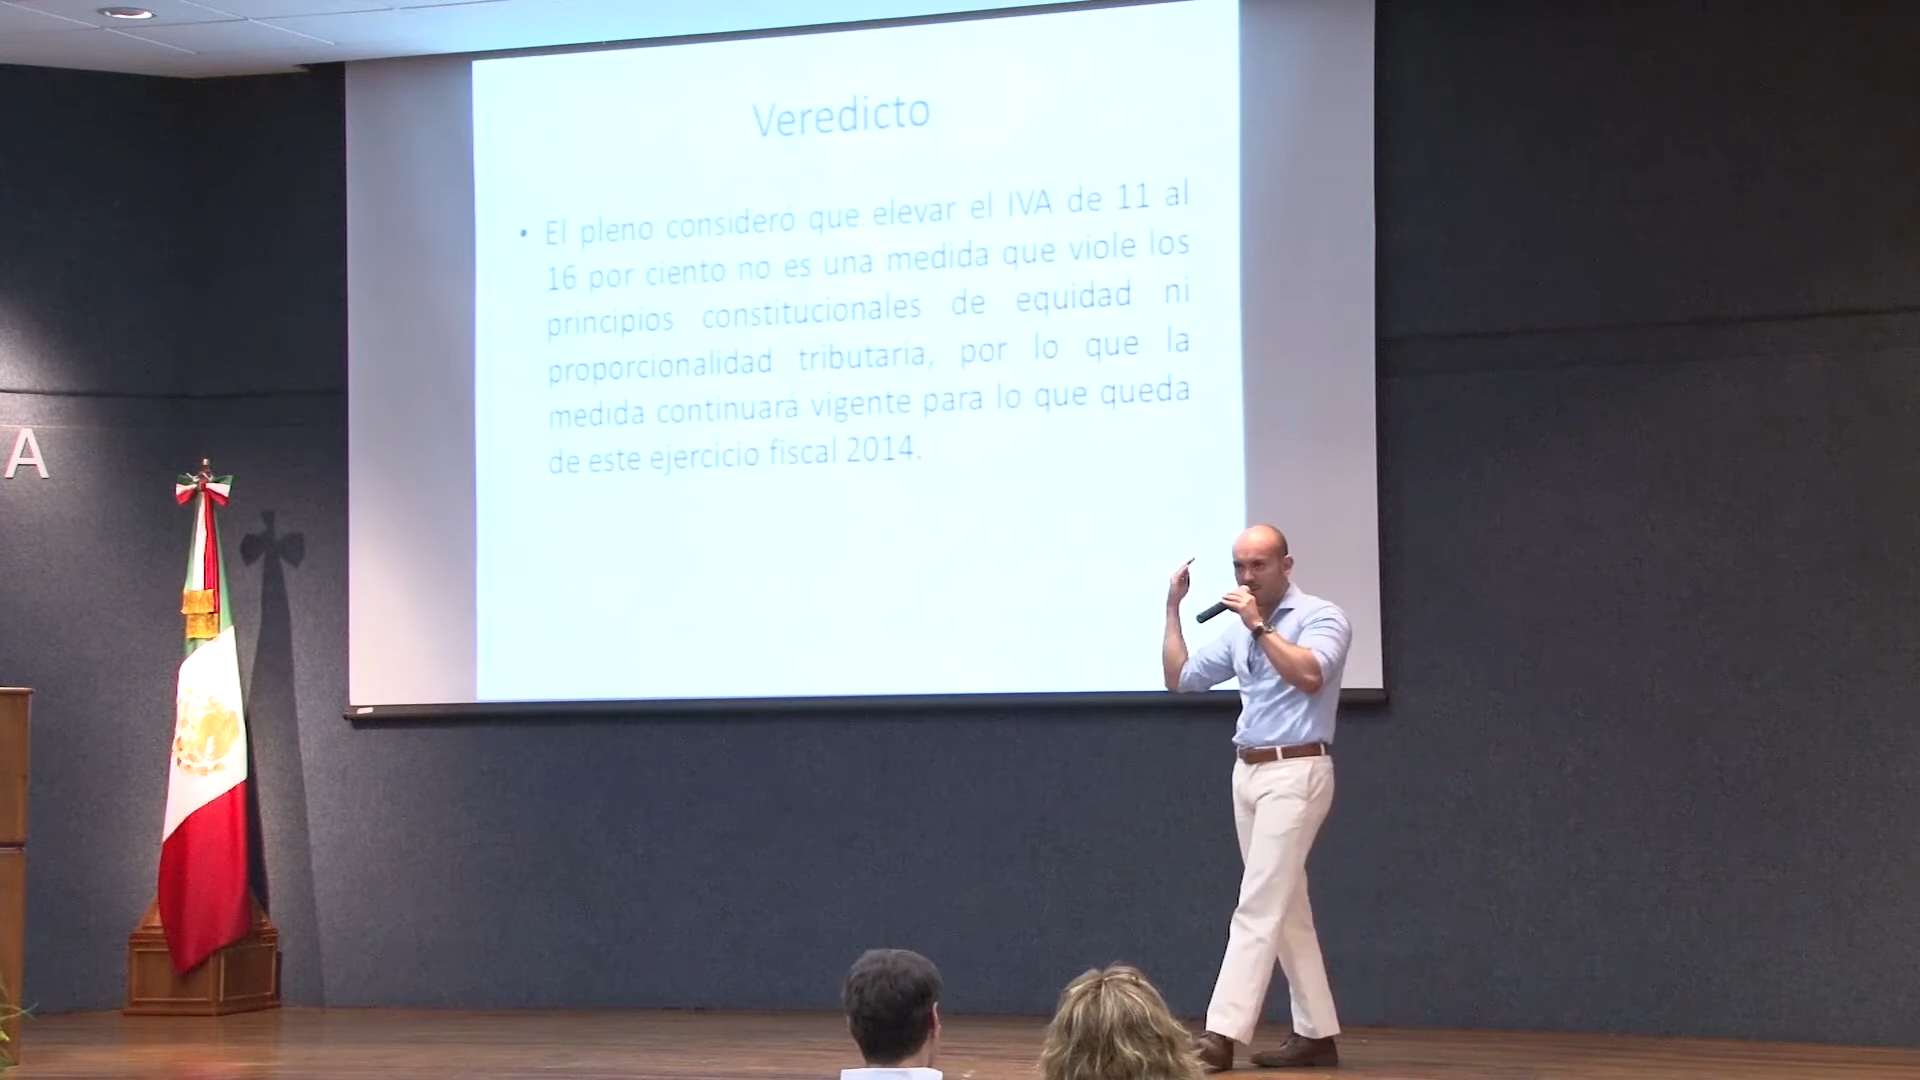 Veredicto
• El pleno consideró que elevar el IVA de 11 al
16 por ciento no es una medida que viole los
principios constitucionales de equidad ni
proporcionalidad tributaria, por lo que la
medida continuará vigente para lo que queda
de este ejercicio fiscal 2014.
A